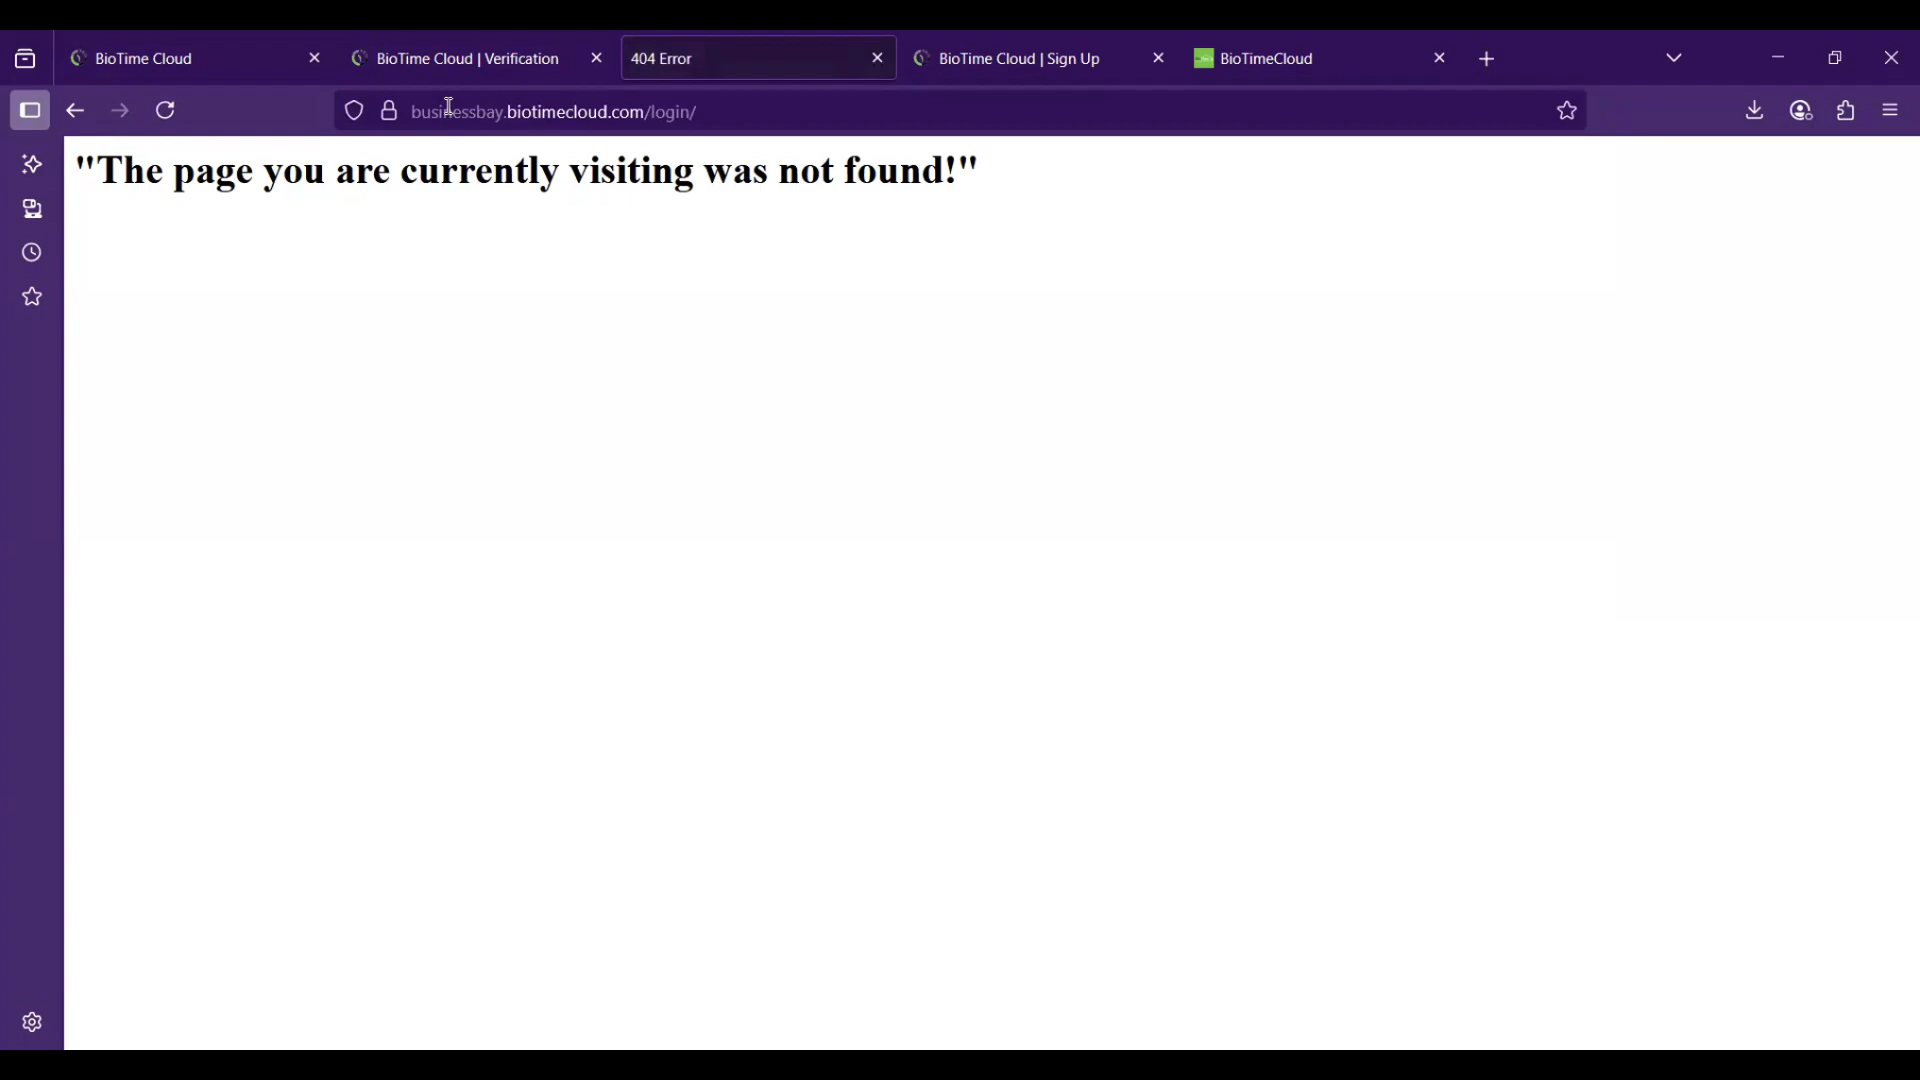 BioTime Cloud
BioTime Cloud | Verification
404 Error
BioTime Cloud | Sign Up
BioTimeCloud
businessbay.biotimecloud.com/login/
"The page you are currently visiting was not found!"